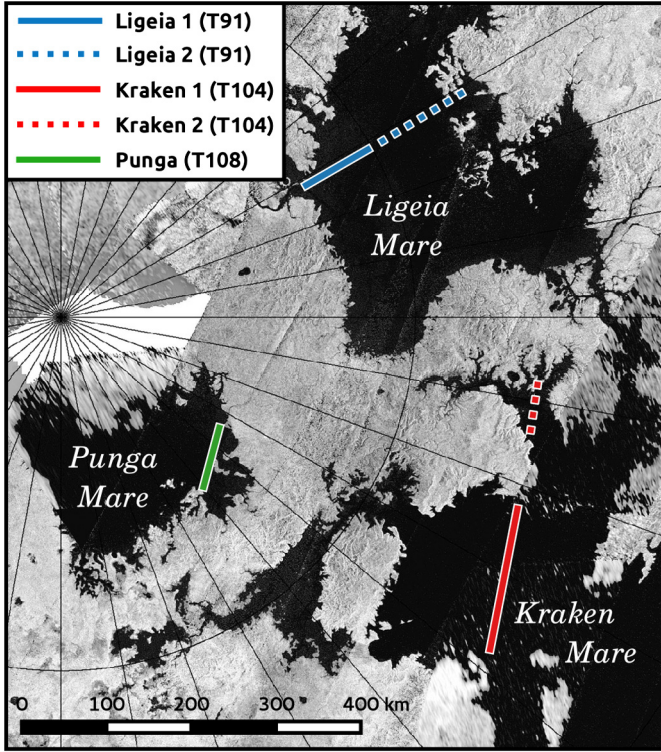 Ligeia 1 (T91)
Ligeia 2 (T91)
Kraken 1 (T104)
Kraken 2 (T104)
Punga (T108)
Ligeia
Mare
Punga
Mare
Kraken
Mare
0 100 200 300 400 km